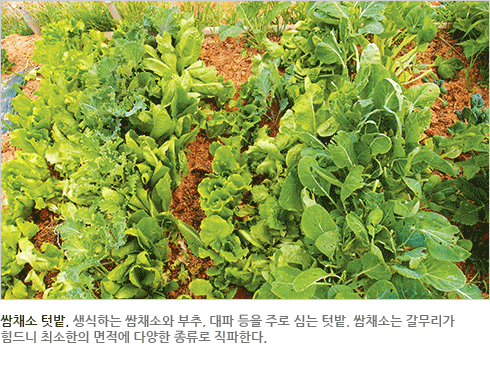 쌈채소 텃밭. 생식하는 쌈채소와 부추, 대파 등을 주로 심는 텃밭. 쌈채소는 갈무리가
힘드니 최소한의 면적에 다양한 종류로 직파한다.